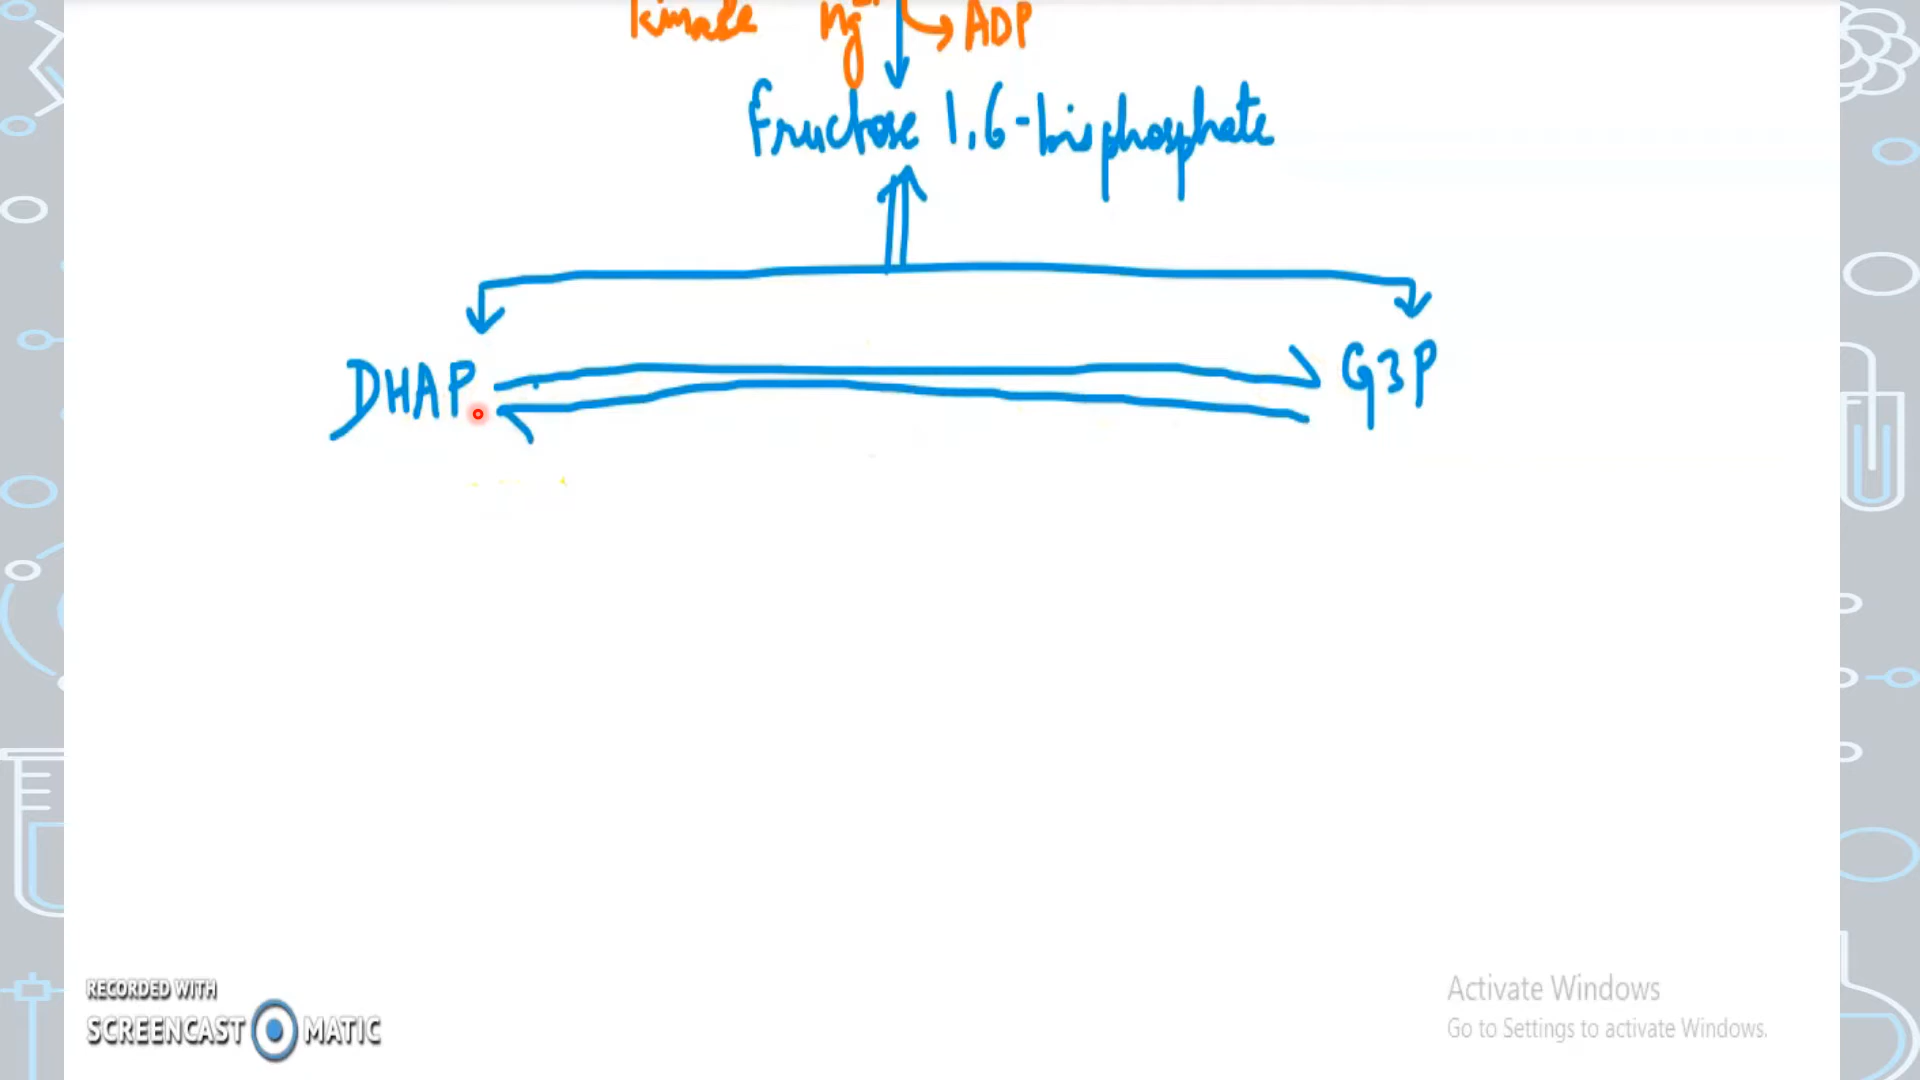 kinase Mg2+ ADP
Fructose 1,6-bisphosphate
DHAP G3P
RECORDED WITH
SCREENCAST MATIC
Activate Windows
Go to Settings to activate Windows.